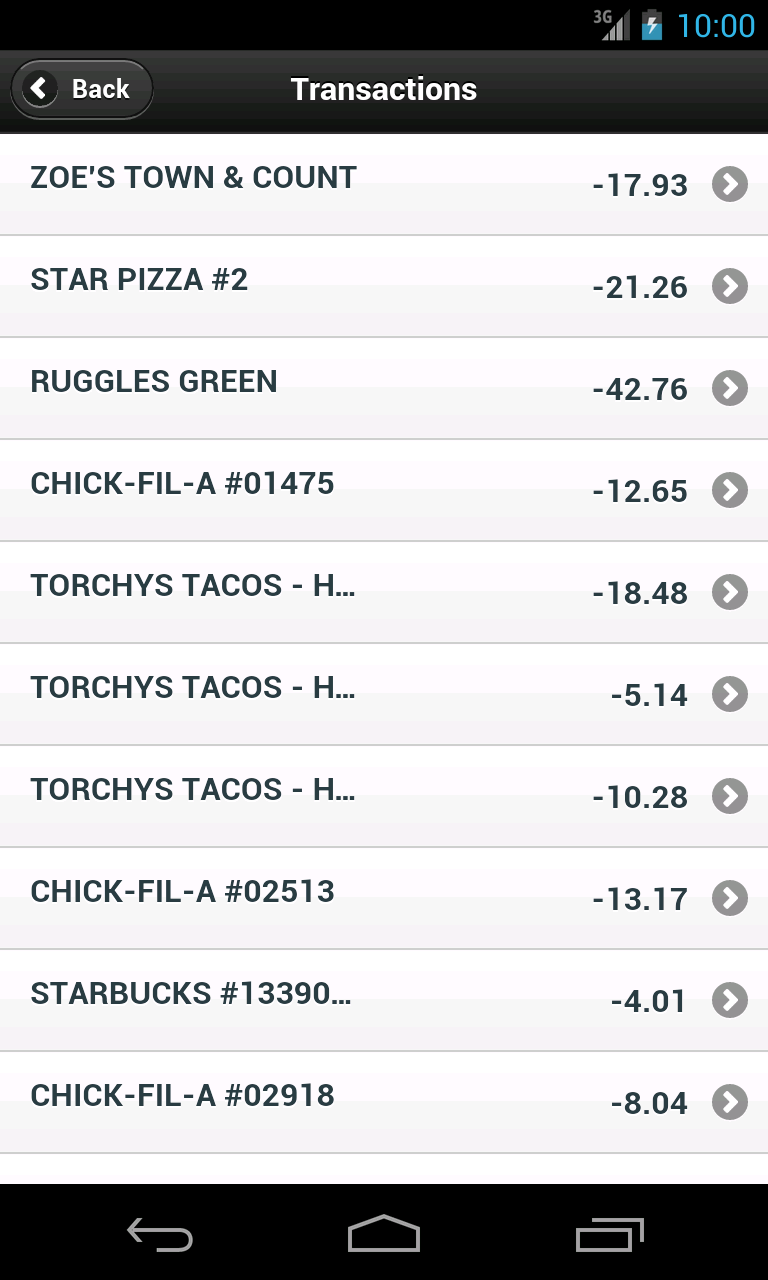 3G 10:00
Back Transactions
ZOE'S TOWN & COUNT -17.93
STAR PIZZA #2 -21.26
RUGGLES GREEN -42.76
CHICK-FIL-A #01475 -12.65
TORCHYS TACOS - H... -18.48
TORCHYS TACOS - H... -5.14
TORCHYS TACOS - H... -10.28
CHICK-FIL-A #02513 -13.17
STARBUCKS #13390... -4.01
CHICK-FIL-A #02918 -8.04